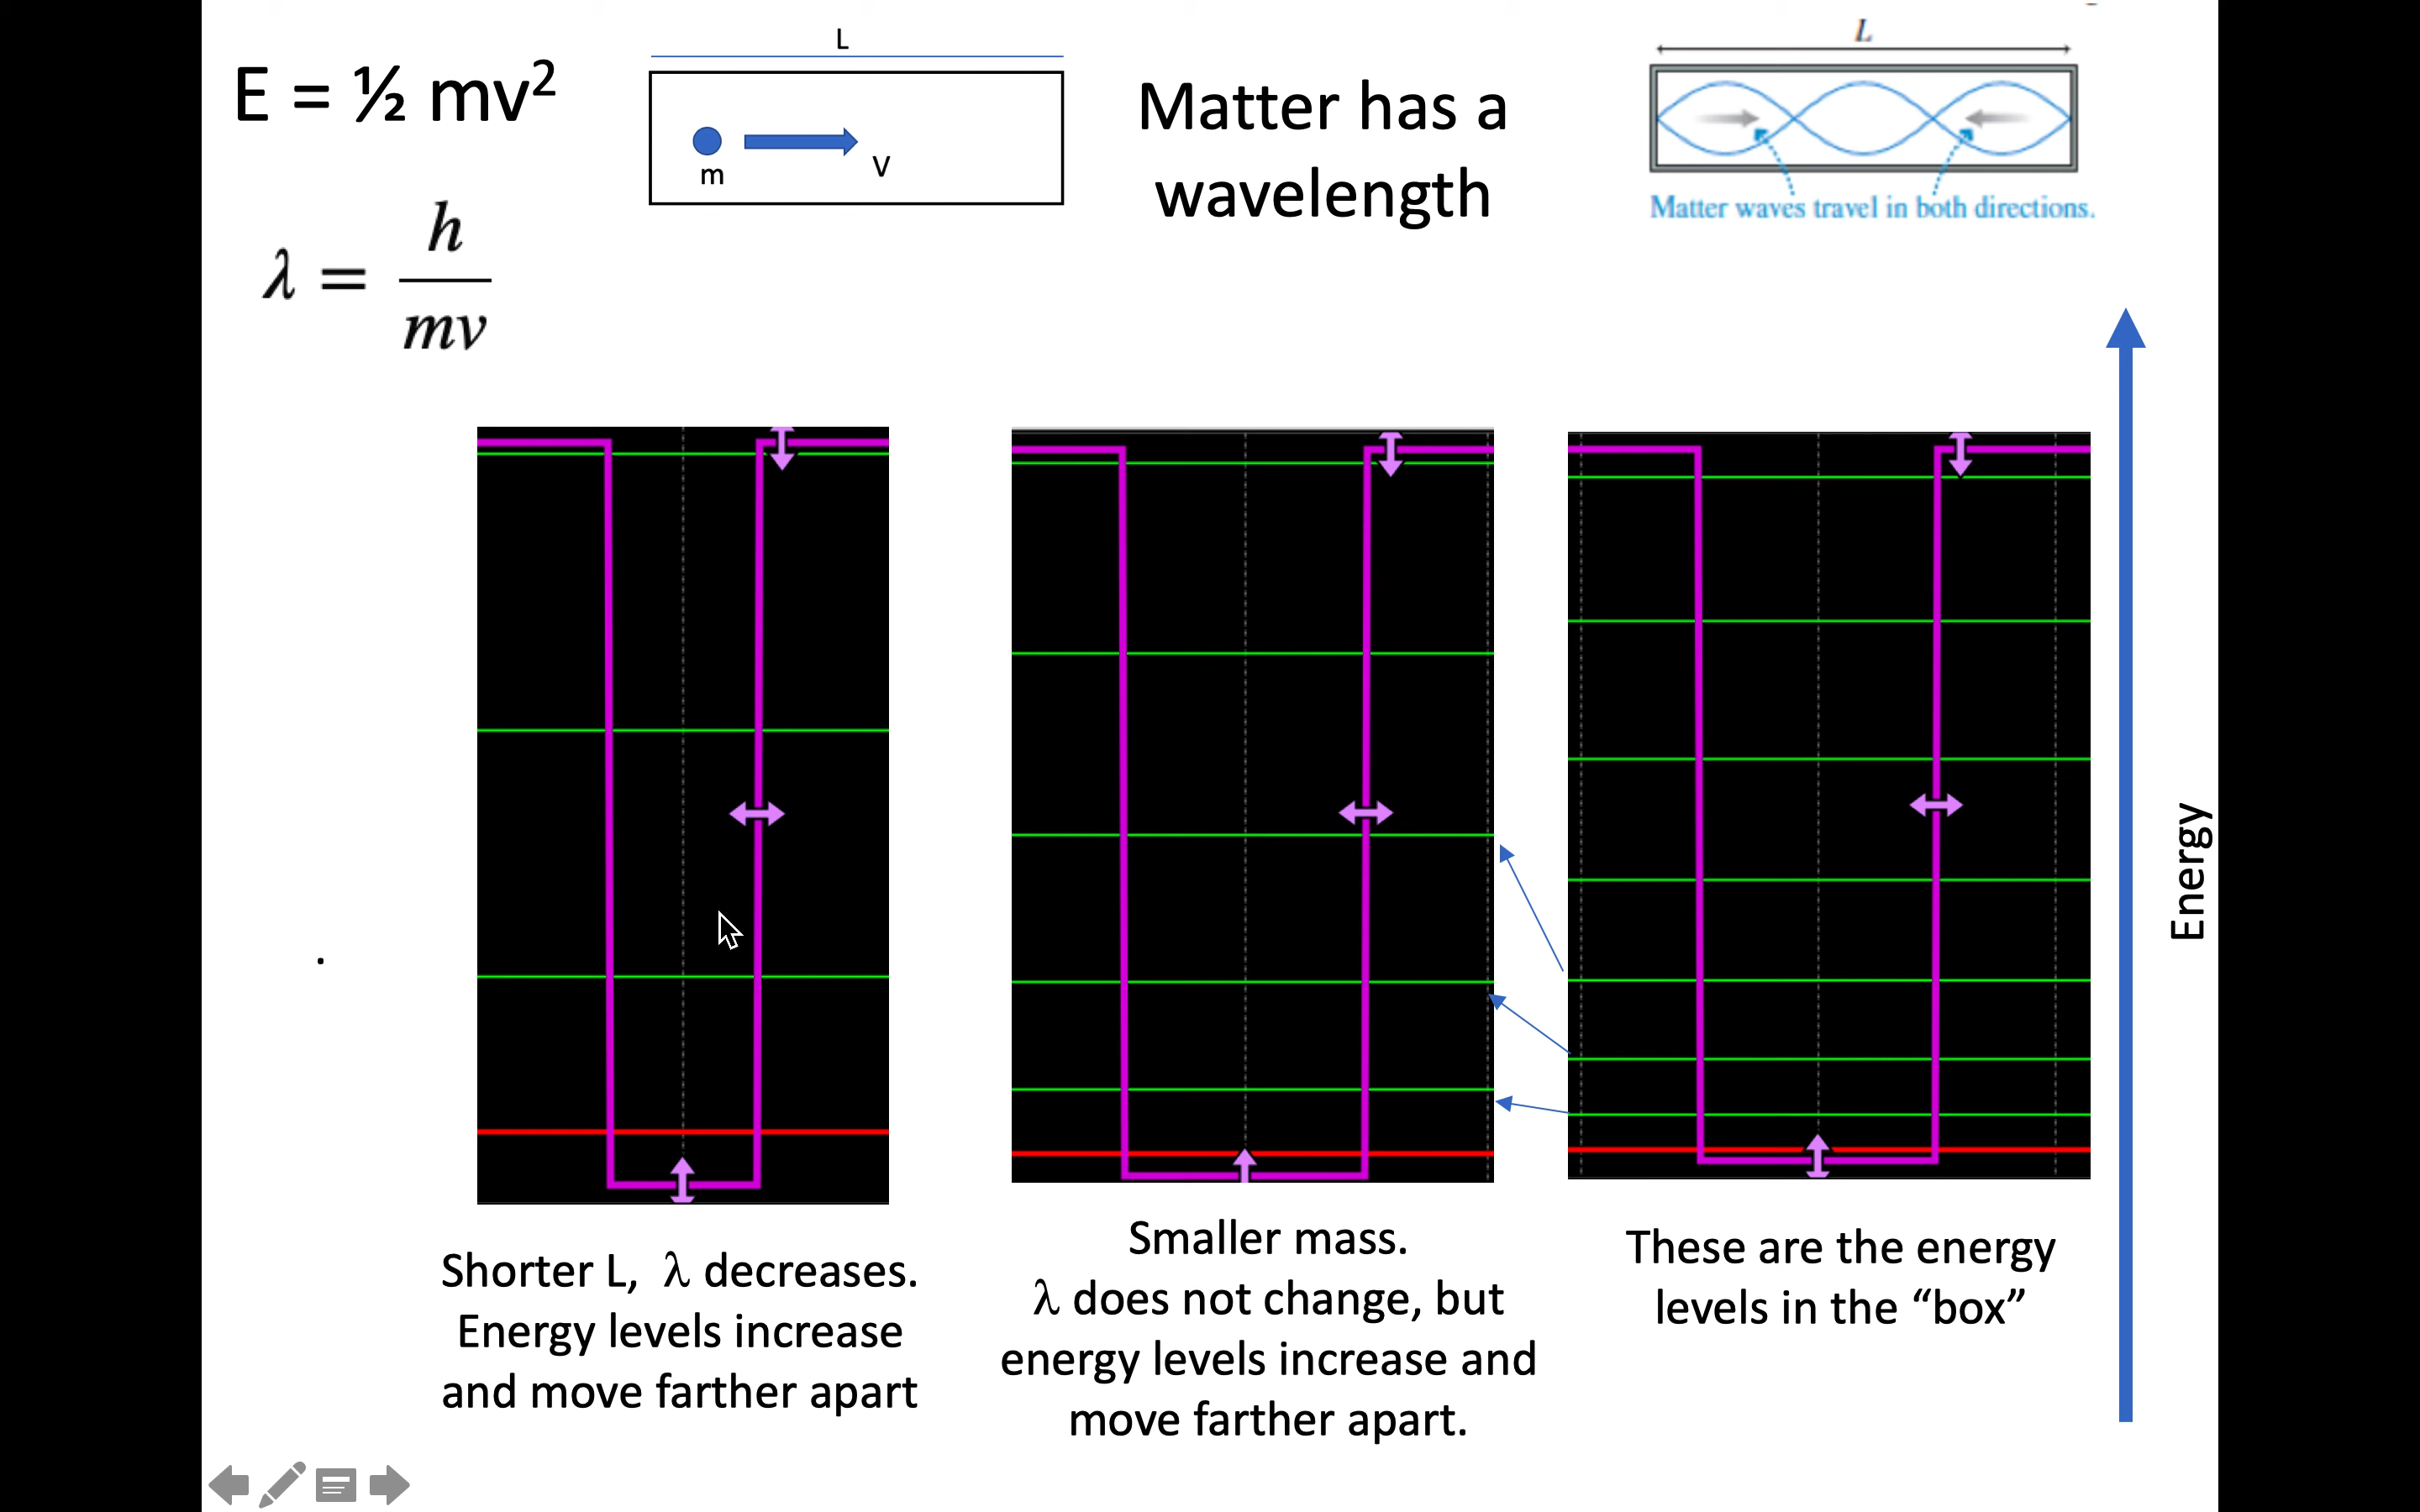 E = ½ mv²
L
m
v
λ = h / mv
Matter has a
wavelength
L
Matter waves travel in both directions.
Energy
Shorter L, λ decreases.
Energy levels increase
and move farther apart
Smaller mass.
λ does not change, but
energy levels increase and
move farther apart.
These are the energy
levels in the “box”
.